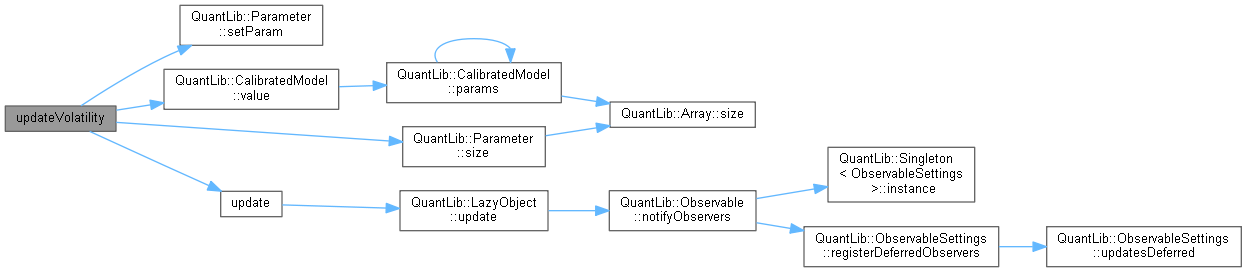 updateVolatility
QuantLib::Parameter
::setParam
QuantLib::CalibratedModel
::value
QuantLib::CalibratedModel
::params
QuantLib::Array::size
QuantLib::Parameter
::size
update
QuantLib::LazyObject
::update
QuantLib::Observable
::notifyObservers
QuantLib::Singleton
< ObservableSettings
>::instance
QuantLib::ObservableSettings
::registerDeferredObservers
QuantLib::ObservableSettings
::updatesDeferred